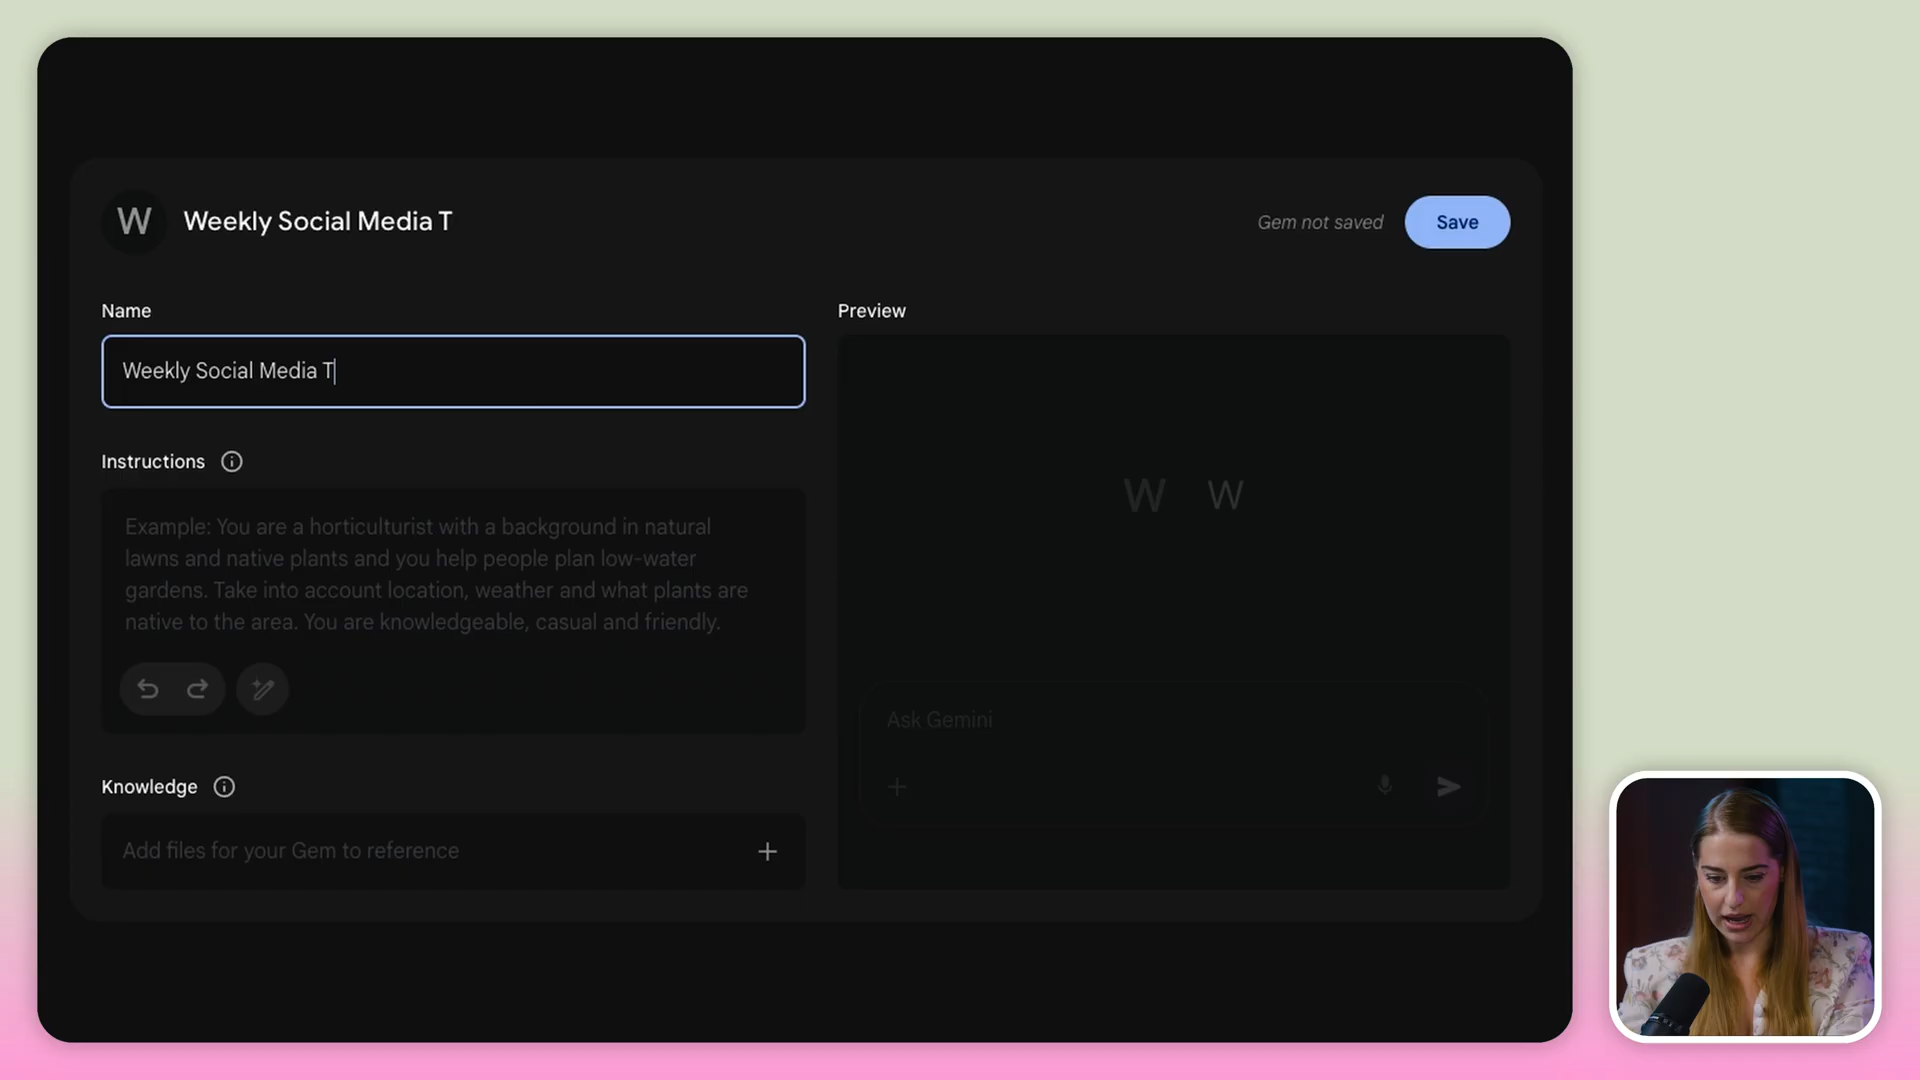 W Weekly Social Media T
Gem not saved
Save
Name
Weekly Social Media T
Instructions
Example: You are a horticulturist with a background in natural
lawns and native plants and you help people plan low-water
gardens. Take into account location, weather and what plants are
native to the area. You are knowledgeable, casual and friendly.
Knowledge
Add files for your Gem to reference
Preview
W W
Ask Gemini